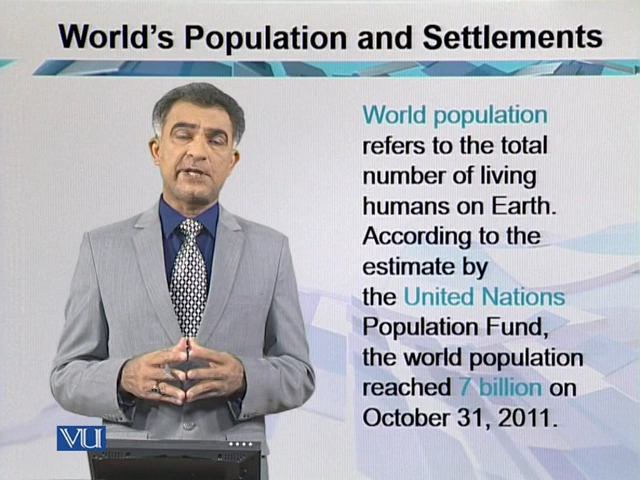 World's Population and Settlements
World population
refers to the total
number of living
humans on Earth.
According to the
estimate by
the United Nations
Population Fund,
the world population
reached 7 billion on
October 31, 2011.
VU